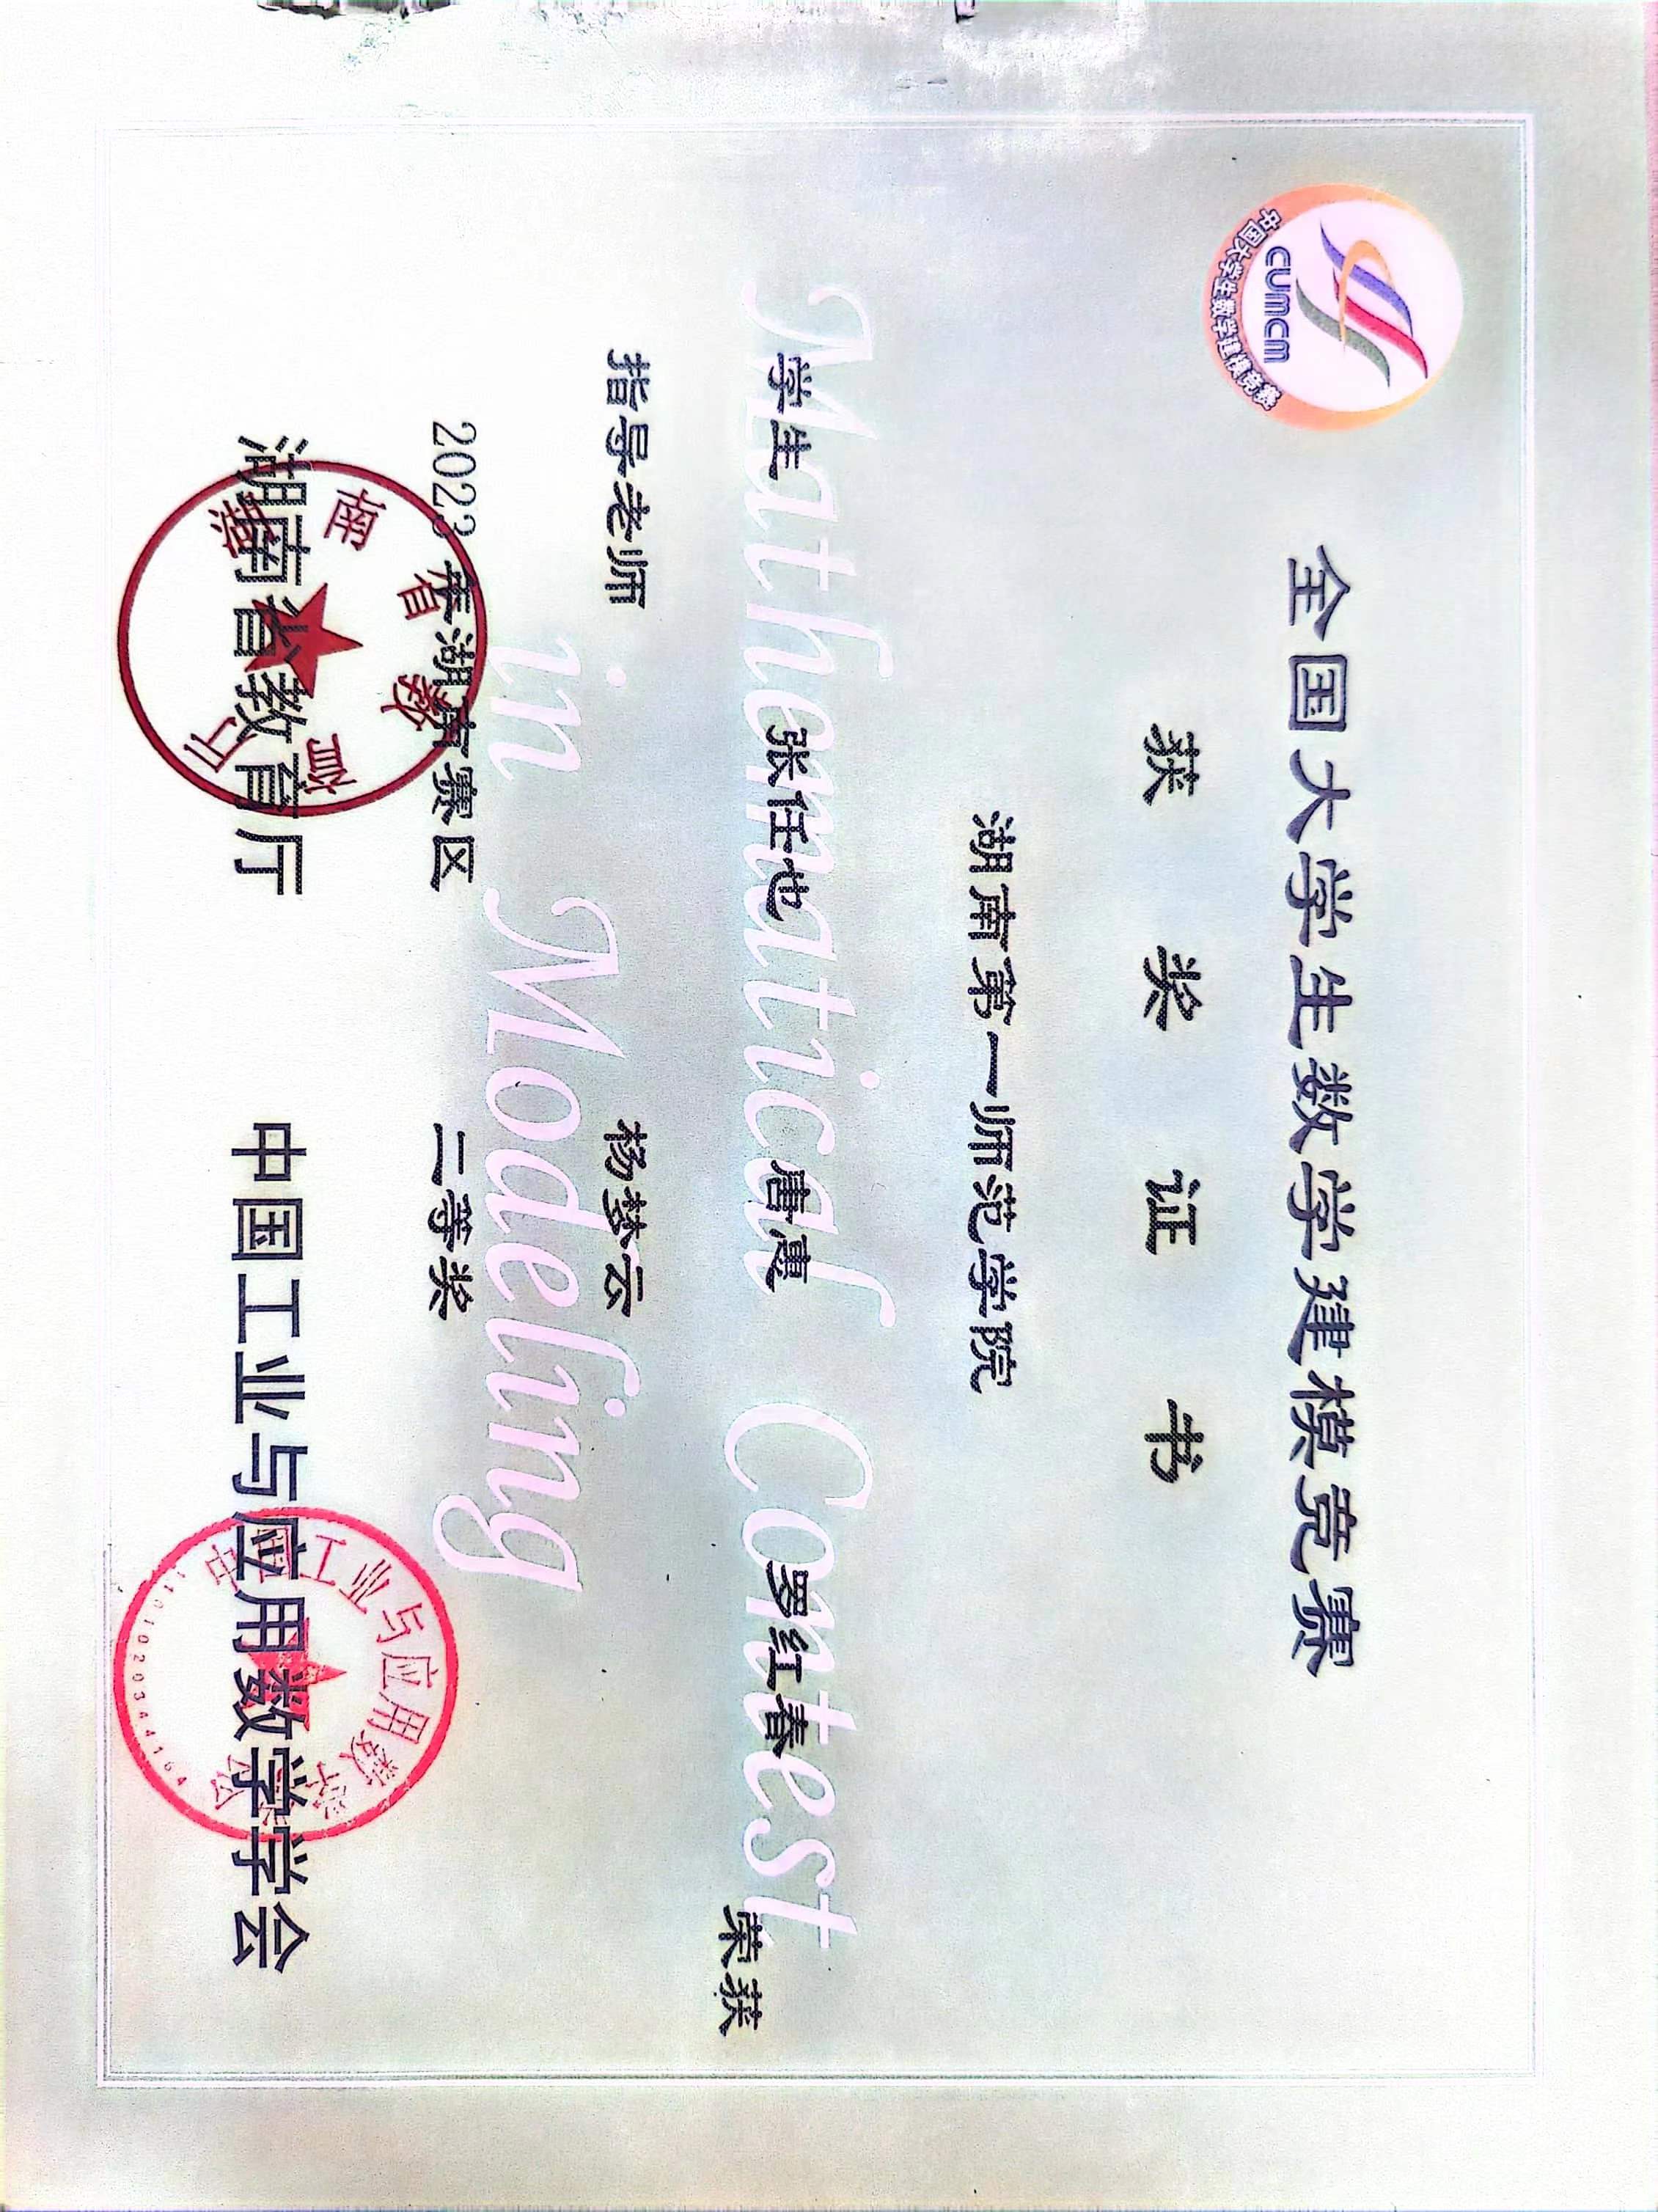 CUMCM
中国大学生数学建模竞赛
全国大学生数学建模竞赛
获奖证书
湖南第一师范学院
Mathematical Contest
学生 张任也 唐惠 罗红春 荣获
in Modeling
指导老师 杨梦云
2023年湖南赛区 二等奖
湖南省教育厅 中国工业与应用数学学会
湖南省教育厅
中国工业与应用数学学会